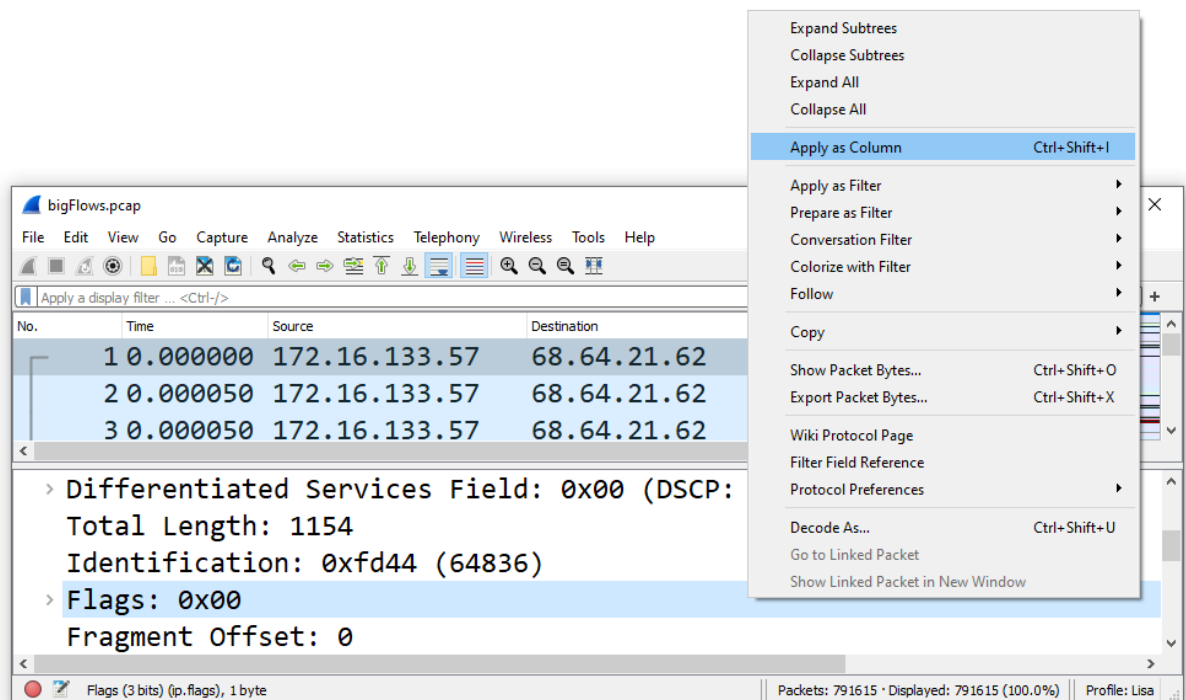 Expand Subtrees
Collapse Subtrees
Expand All
Collapse All
Apply as Column Ctrl+Shift+I
Apply as Filter
Prepare as Filter
Conversation Filter
Colorize with Filter
Follow
Copy
Show Packet Bytes... Ctrl+Shift+O
Export Packet Bytes... Ctrl+Shift+X
Wiki Protocol Page
Filter Field Reference
Protocol Preferences
Decode As... Ctrl+Shift+U
Go to Linked Packet
Show Linked Packet in New Window
bigFlows.pcap
File Edit View Go Capture Analyze Statistics Telephony Wireless Tools Help
Apply a display filter ... <Ctrl-/>
No. Time Source Destination
1 0.000000 172.16.133.57 68.64.21.62
2 0.000050 172.16.133.57 68.64.21.62
3 0.000050 172.16.133.57 68.64.21.62
Differentiated Services Field: 0x00 (DSCP:
Total Length: 1154
Identification: 0xfd44 (64836)
Flags: 0x00
Fragment Offset: 0
Flags (3 bits) (ip.flags), 1 byte Packets: 791615 · Displayed: 791615 (100.0%) Profile: Lisa